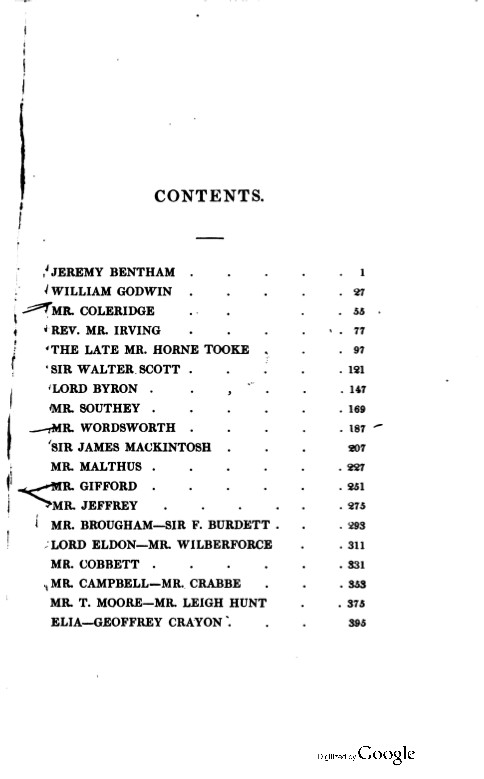 CONTENTS.
JEREMY BENTHAM . . . . . 1
WILLIAM GODWIN . . . . . 27
MR. COLERIDGE . . . . 55
REV. MR. IRVING . . . . . 77
THE LATE MR. HORNE TOOKE . . . 97
SIR WALTER SCOTT . . . . . 121
LORD BYRON . . . . . . 147
MR. SOUTHEY . . . . . . 169
MR. WORDSWORTH . . . . . 187
SIR JAMES MACKINTOSH . . . 207
MR. MALTHUS . . . . . . 227
MR. GIFFORD . . . . . . 251
MR. JEFFREY . . . . . . 275
MR. BROUGHAM—SIR F. BURDETT . . . 293
LORD ELDON—MR. WILBERFORCE . . 311
MR. COBBETT . . . . . . 331
MR. CAMPBELL—MR. CRABBE . . . 353
MR. T. MOORE—MR. LEIGH HUNT . . 375
ELIA—GEOFFREY CRAYON . . . 395
Digitized by Google